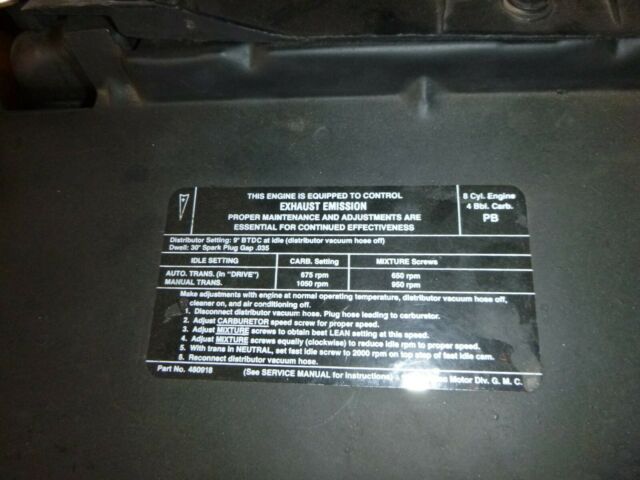 THIS ENGINE IS EQUIPPED TO CONTROL
EXHAUST EMISSION
PROPER MAINTENANCE AND ADJUSTMENTS ARE
ESSENTIAL FOR CONTINUED EFFECTIVENESS
8 Cyl. Engine
4 Bbl. Carb.
PB
Distributor Setting: 9° BTDC at idle (distributor vacuum hose off)
Dwell: 30° Spark Plug Gap .035
IDLE SETTING CARB. Setting MIXTURE Screws
AUTO. TRANS. (In "DRIVE") 675 rpm 650 rpm
MANUAL TRANS. 1050 rpm 950 rpm
Make adjustments with engine at normal operating temperature, distributor vacuum hose off,
cleaner on, and air conditioning off.
1. Disconnect distributor vacuum hose. Plug hose leading to carburetor.
2. Adjust CARBURETOR speed screw for proper speed.
3. Adjust MIXTURE screws to obtain best LEAN setting at this speed.
4. Adjust MIXTURE screws equally (clockwise) to reduce idle rpm to proper speed.
5. With trans in NEUTRAL, set fast idle screw to 2000 rpm on top step of fast idle cam.
6. Reconnect distributor vacuum hose.
Part No. 480918 (See SERVICE MANUAL for instructions) Motor Div. G. M. C.